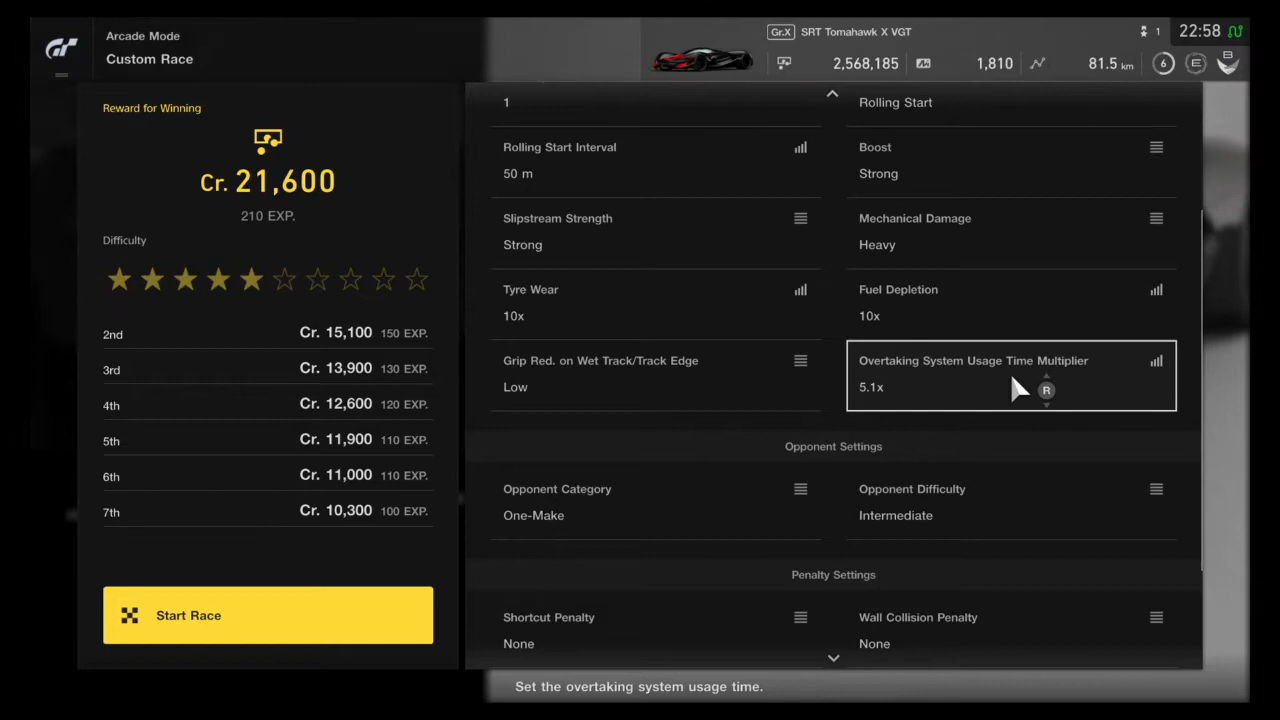 Arcade Mode
Custom Race
Gr.X SRT Tomahawk X VGT
1
22:58
2,568,185
1,810
81.5 km
6
E
B
Reward for Winning
Cr. 21,600
210 EXP.
Difficulty
2nd Cr. 15,100 150 EXP.
3rd Cr. 13,900 130 EXP.
4th Cr. 12,600 120 EXP.
5th Cr. 11,900 110 EXP.
6th Cr. 11,000 110 EXP.
7th Cr. 10,300 100 EXP.
Start Race
1
Rolling Start
Rolling Start Interval
50 m
Boost
Strong
Slipstream Strength
Strong
Mechanical Damage
Heavy
Tyre Wear
10x
Fuel Depletion
10x
Grip Red. on Wet Track/Track Edge
Low
Overtaking System Usage Time Multiplier
5.1x
R
Opponent Settings
Opponent Category
One-Make
Opponent Difficulty
Intermediate
Penalty Settings
Shortcut Penalty
None
Wall Collision Penalty
None
Set the overtaking system usage time.